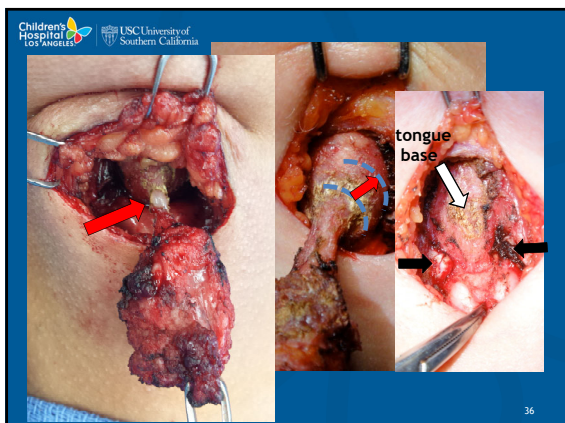 Children's
Hospital
LOS ANGELES
USC University of
Southern California
tongue
base
36